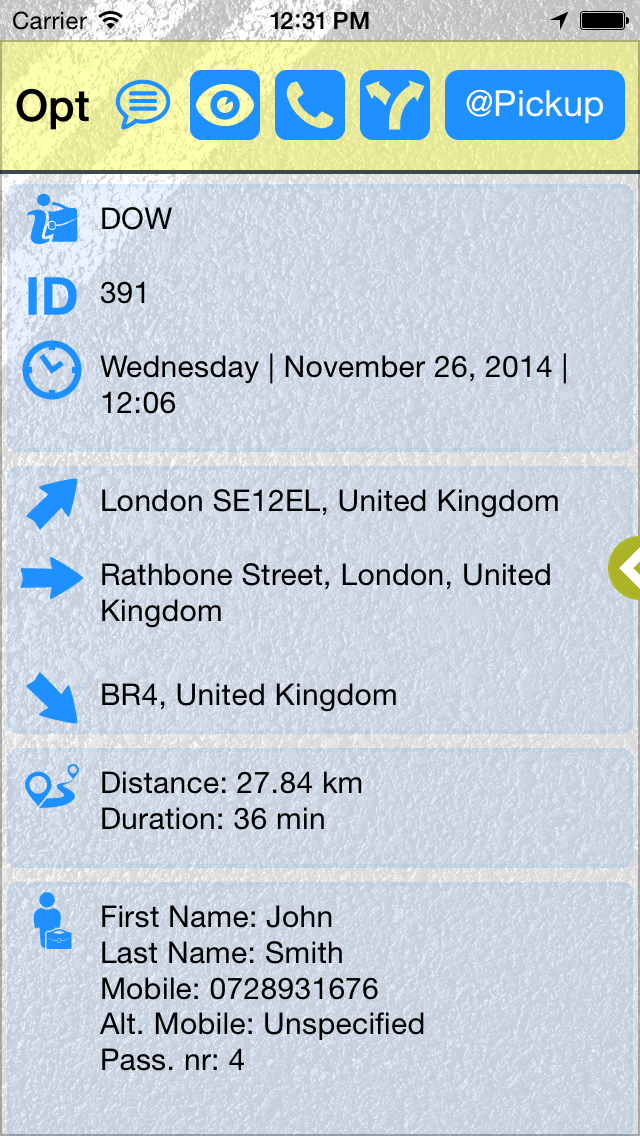 Carrier 12:31 PM
Opt @Pickup
DOW
ID 391
Wednesday | November 26, 2014 |
12:06
London SE12EL, United Kingdom
Rathbone Street, London, United
Kingdom
BR4, United Kingdom
Distance: 27.84 km
Duration: 36 min
First Name: John
Last Name: Smith
Mobile: 0728931676
Alt. Mobile: Unspecified
Pass. nr: 4